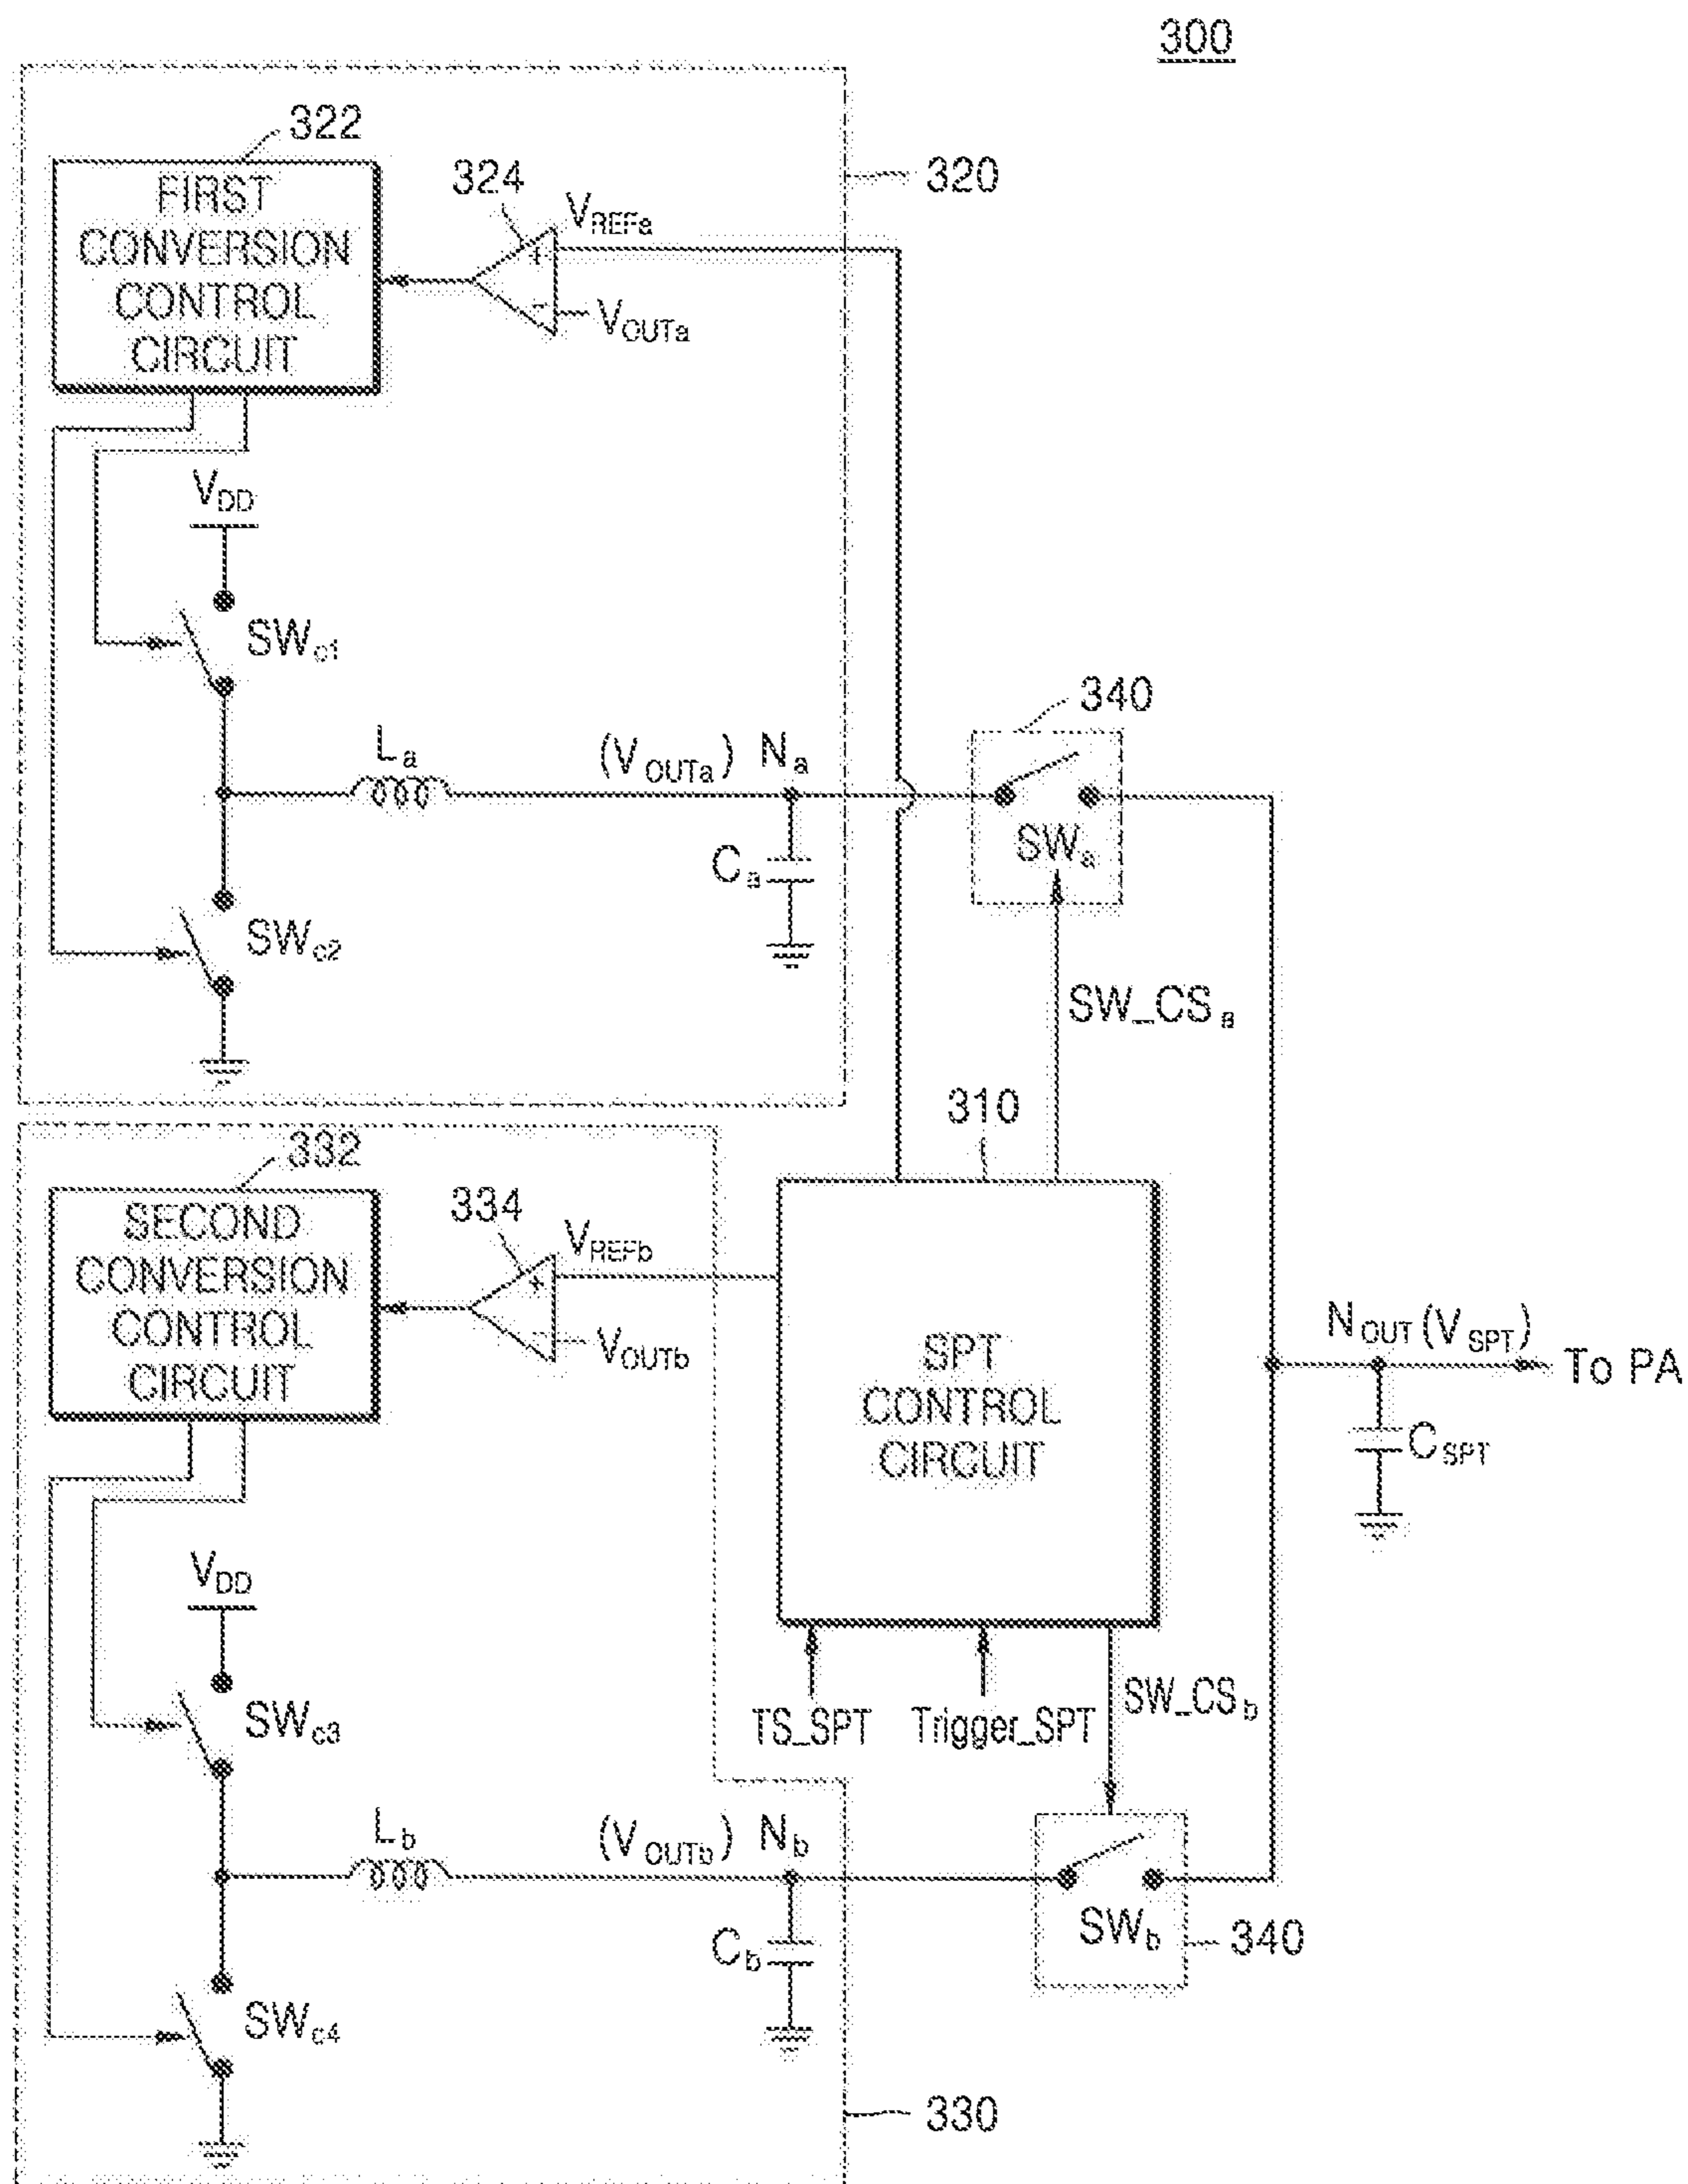 300
322
FIRST
CONVERSION
CONTROL
CIRCUIT
324
VREFa
VOUTa
320
VDD
SWc1
La
(VOUTa) Na
340
SWa
Ca
SWc2
SW_CSa
310
332
SECOND
CONVERSION
CONTROL
CIRCUIT
334
VREFb
VOUTb
SPT
CONTROL
CIRCUIT
NOUT(VSPT)
To PA
CSPT
VDD
SWc3
TS_SPT
Trigger_SPT
SW_CSb
Lb
(VOUTb) Nb
SWb
340
Cb
SWc4
330